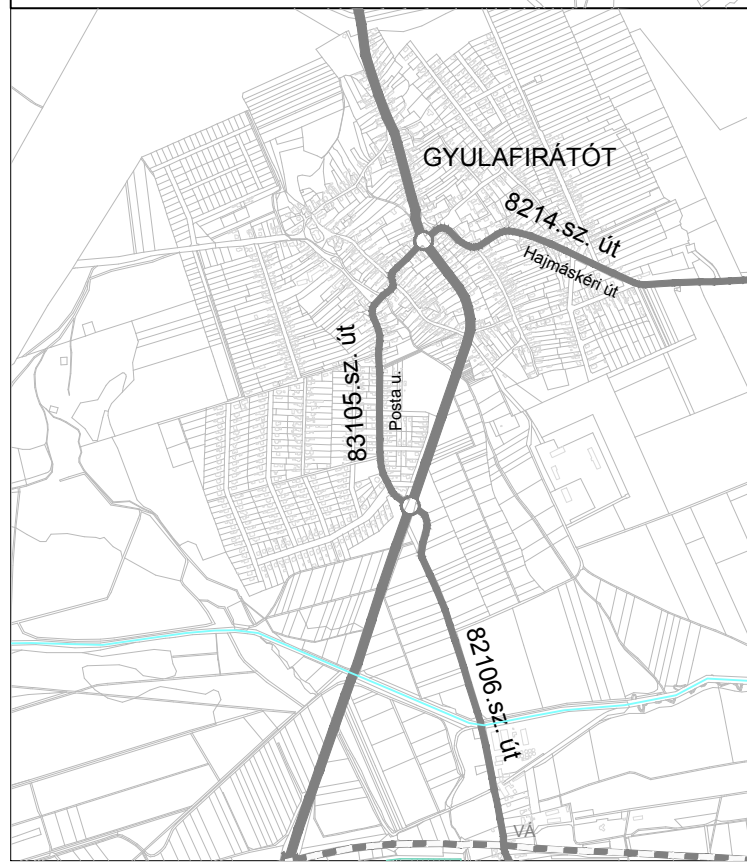 GYULAFIRÁTÓT
8214.sz. út
Hajmáskéri út
83105.sz. út
Posta u.
82106.sz. út
VÁ